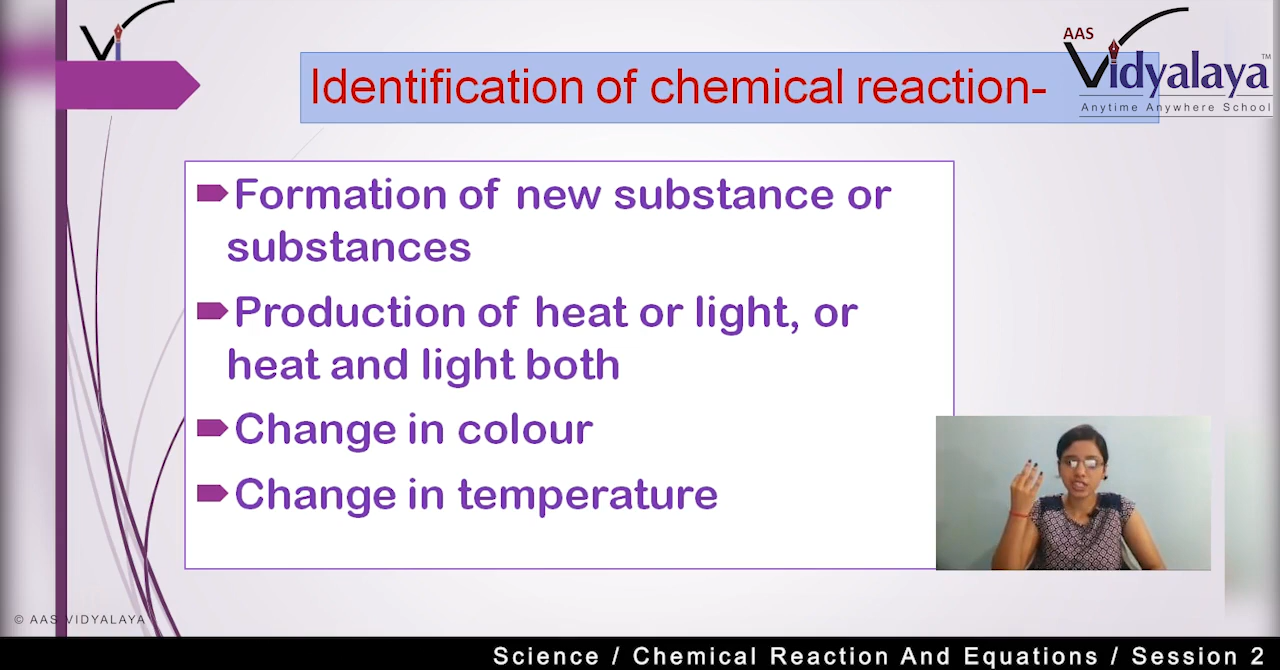 Vi
AAS
Vidyalaya TM
Anytime Anywhere School
Identification of chemical reaction-
Formation of new substance or
substances
Production of heat or light, or
heat and light both
Change in colour
Change in temperature
© AAS VIDYALAYA
Science / Chemical Reaction And Equations / Session 2